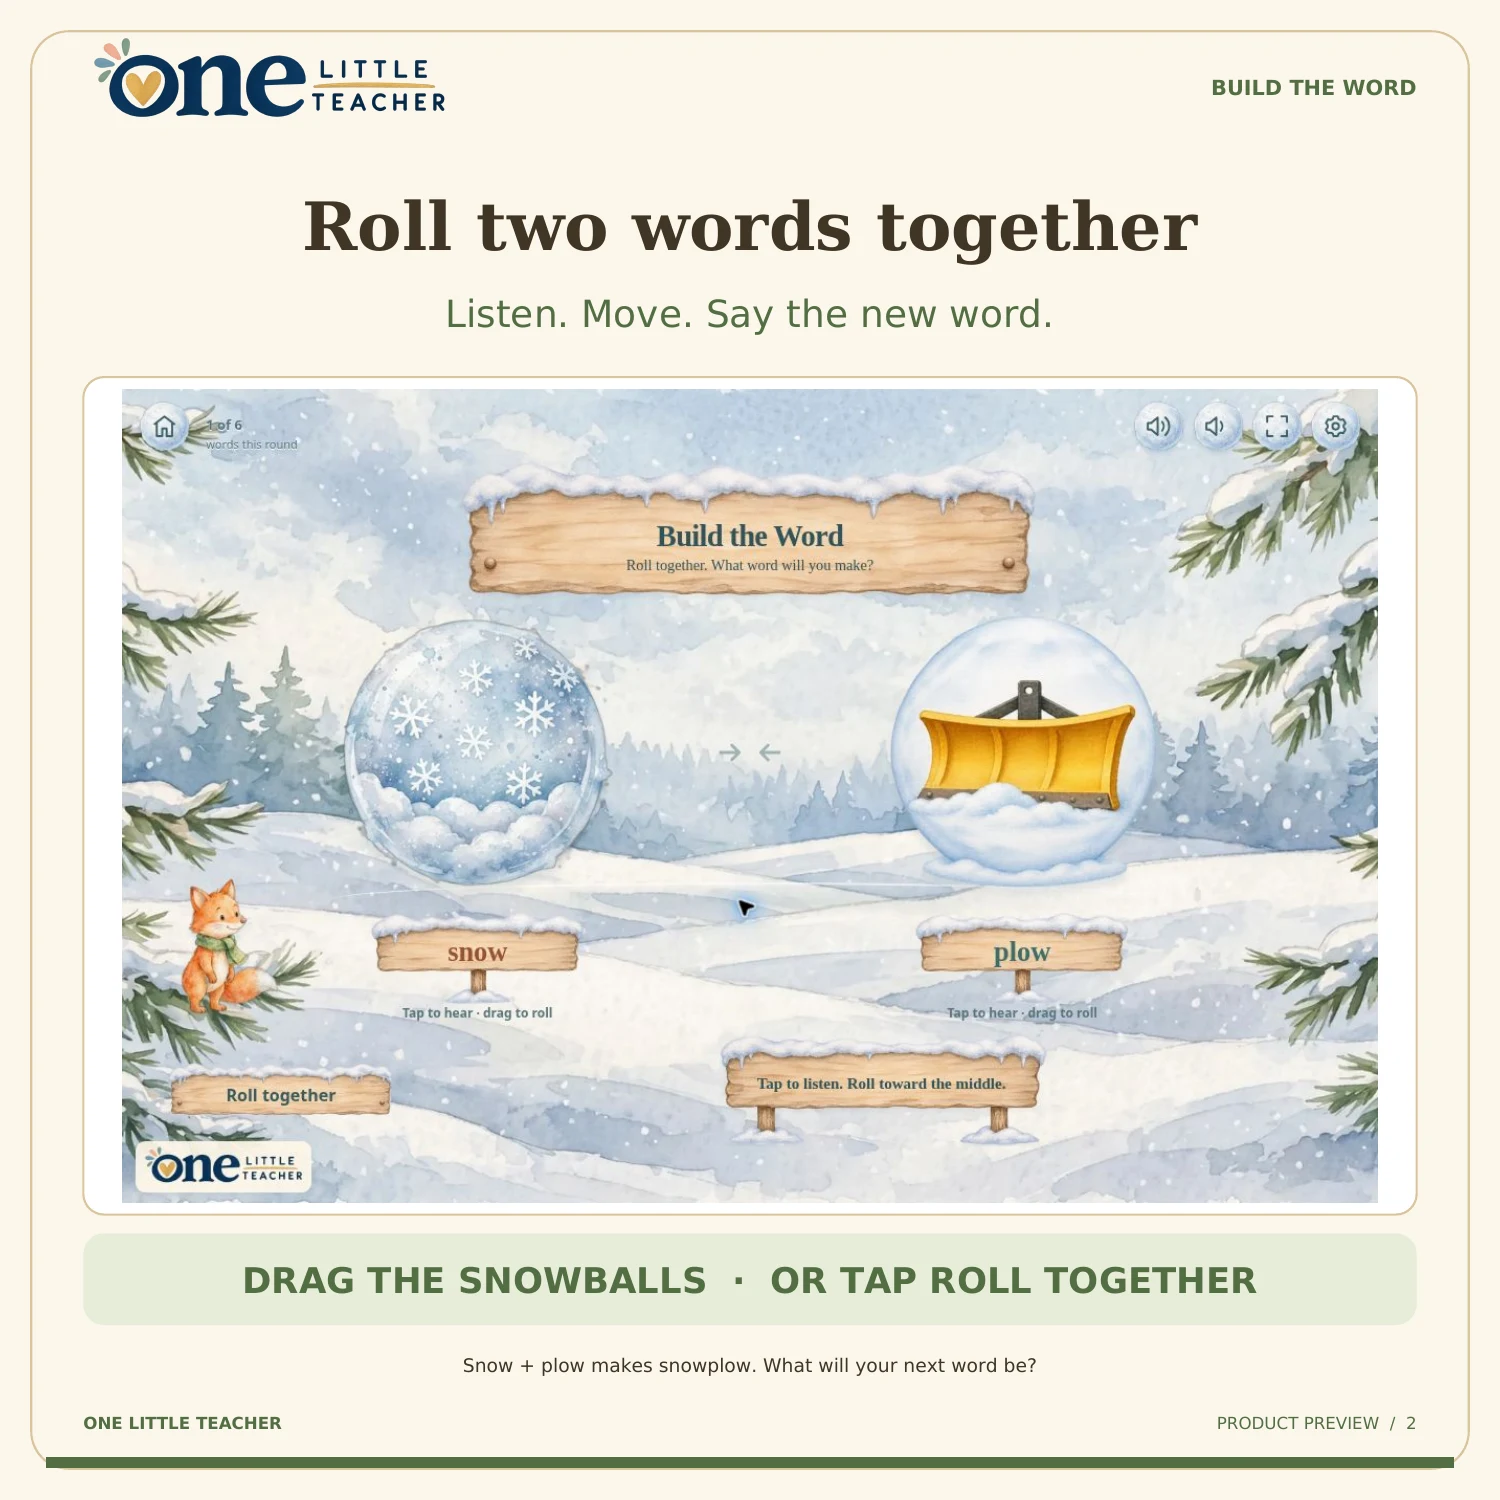 one LITTLE TEACHER
BUILD THE WORD
Roll two words together
Listen. Move. Say the new word.
1 of 6
words this round
Build the Word
Roll together. What word will you make?
snow
plow
Tap to hear · drag to roll
Tap to hear · drag to roll
Tap to listen. Roll toward the middle.
Roll together
one LITTLE TEACHER
DRAG THE SNOWBALLS · OR TAP ROLL TOGETHER
Snow + plow makes snowplow. What will your next word be?
ONE LITTLE TEACHER
PRODUCT PREVIEW / 2